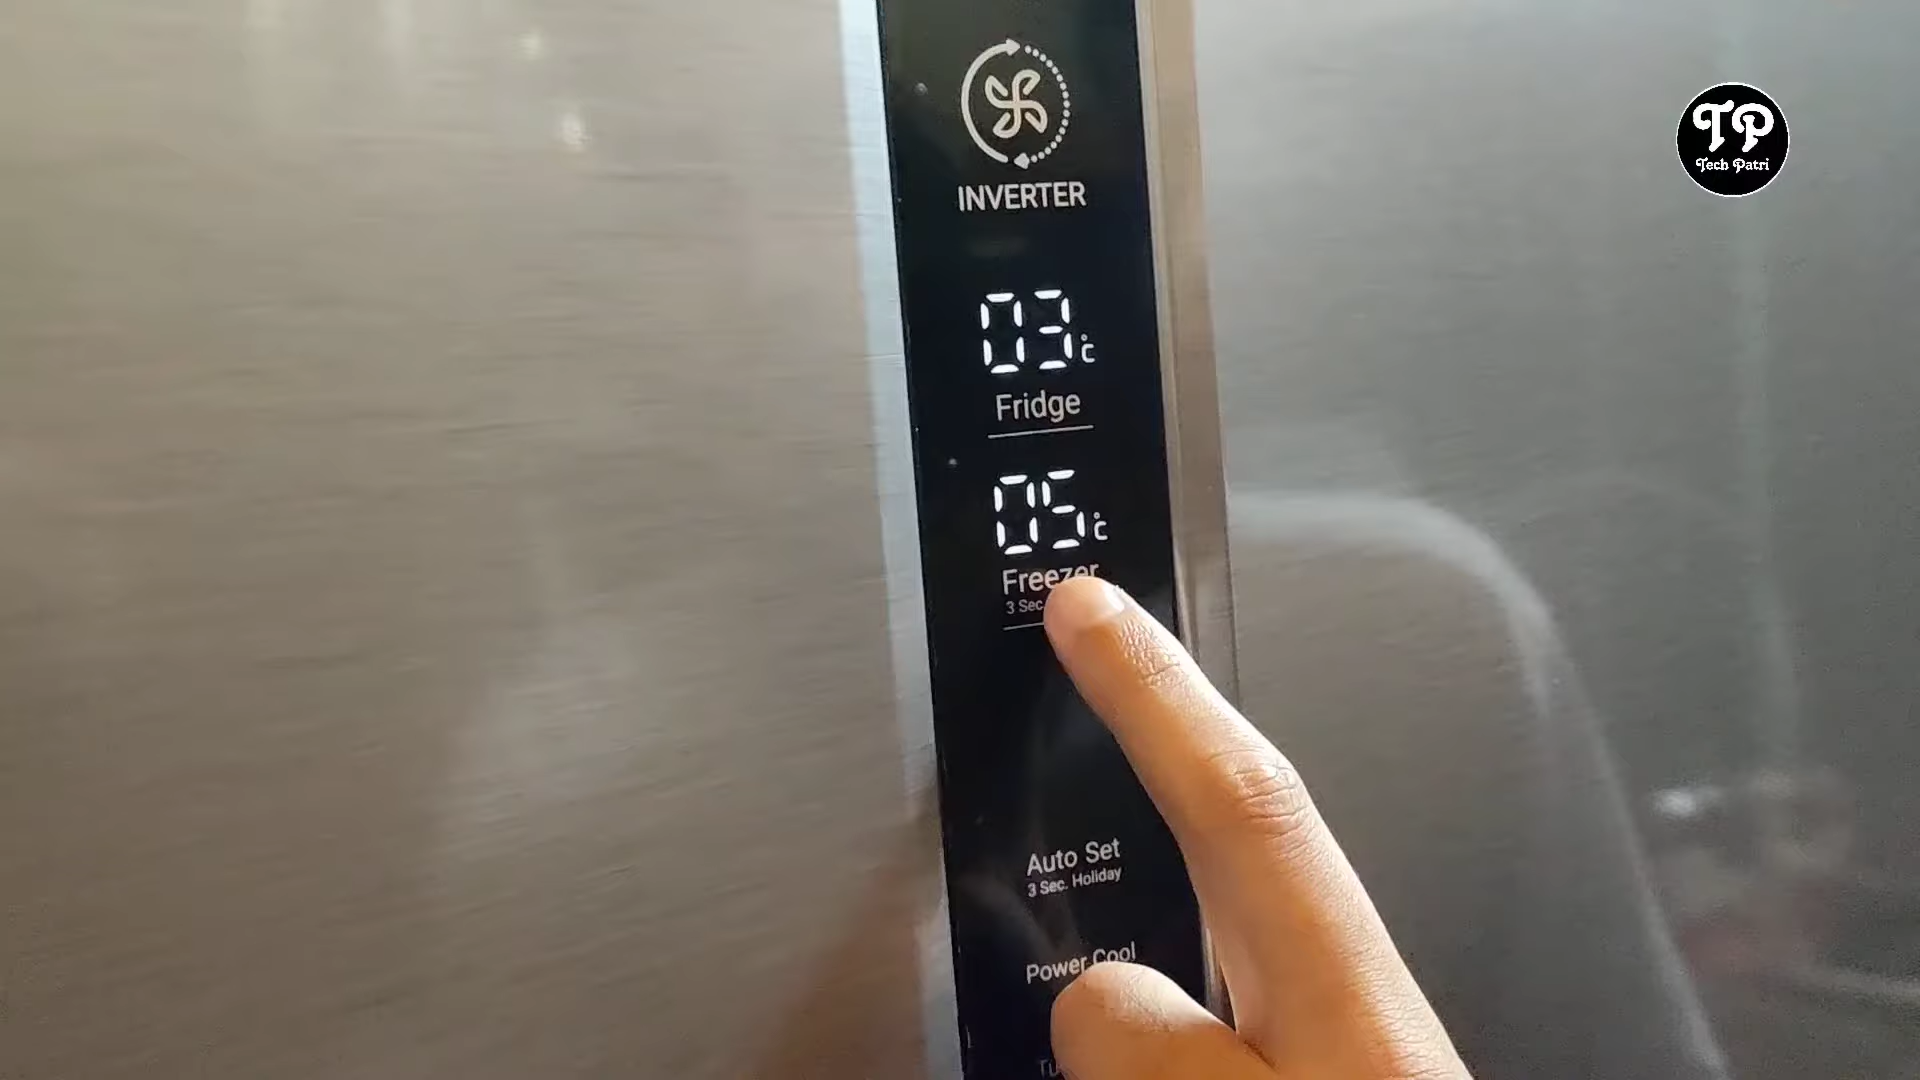 TP
Tech Patri
INVERTER
03°C
Fridge
05°C
Freezer
3 Sec.
Auto Set
3 Sec. Holiday
Power Cool